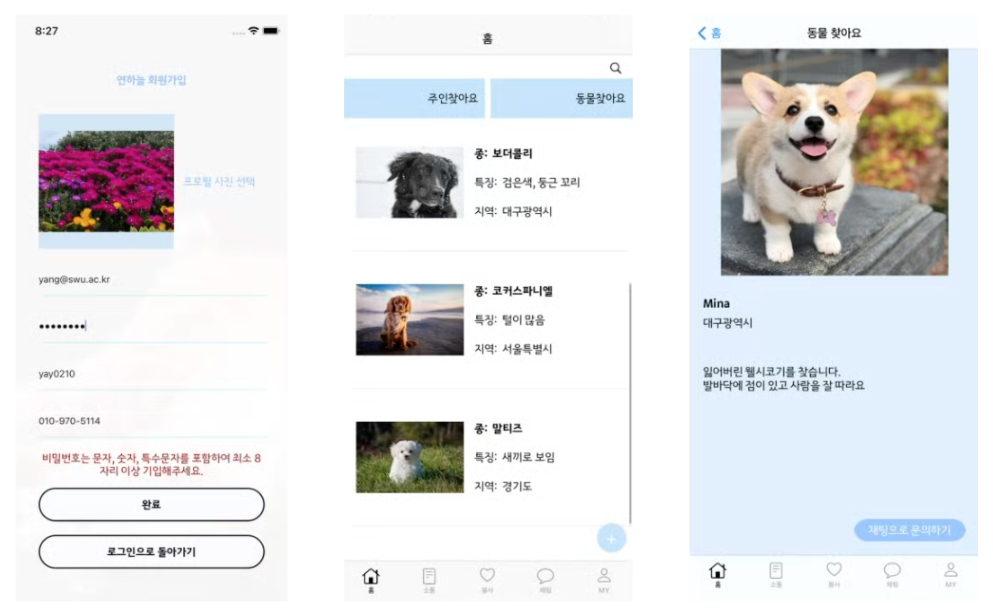 8:27
연하늘 회원가입
프로필 사진 선택
yang@swu.ac.kr
yay0210
010-970-5114
비밀번호는 문자, 숫자, 특수문자를 포함하여 최소 8
자리 이상 기입해주세요.
완료
로그인으로 돌아가기
홈
주인찾아요
동물찾아요
종: 보더콜리
특징: 검은색, 둥근 꼬리
지역: 대구광역시
종: 코커스파니엘
특징: 털이 많음
지역: 서울특별시
종: 말티즈
특징: 새끼로 보임
지역: 경기도
홈
소통
봉사
채팅
MY
홈
동물 찾아요
Mina
대구광역시
잃어버린 웰시코기를 찾습니다.
발바닥에 점이 있고 사람을 잘 따라요
채팅으로 문의하기
홈
소통
봉사
채팅
MY